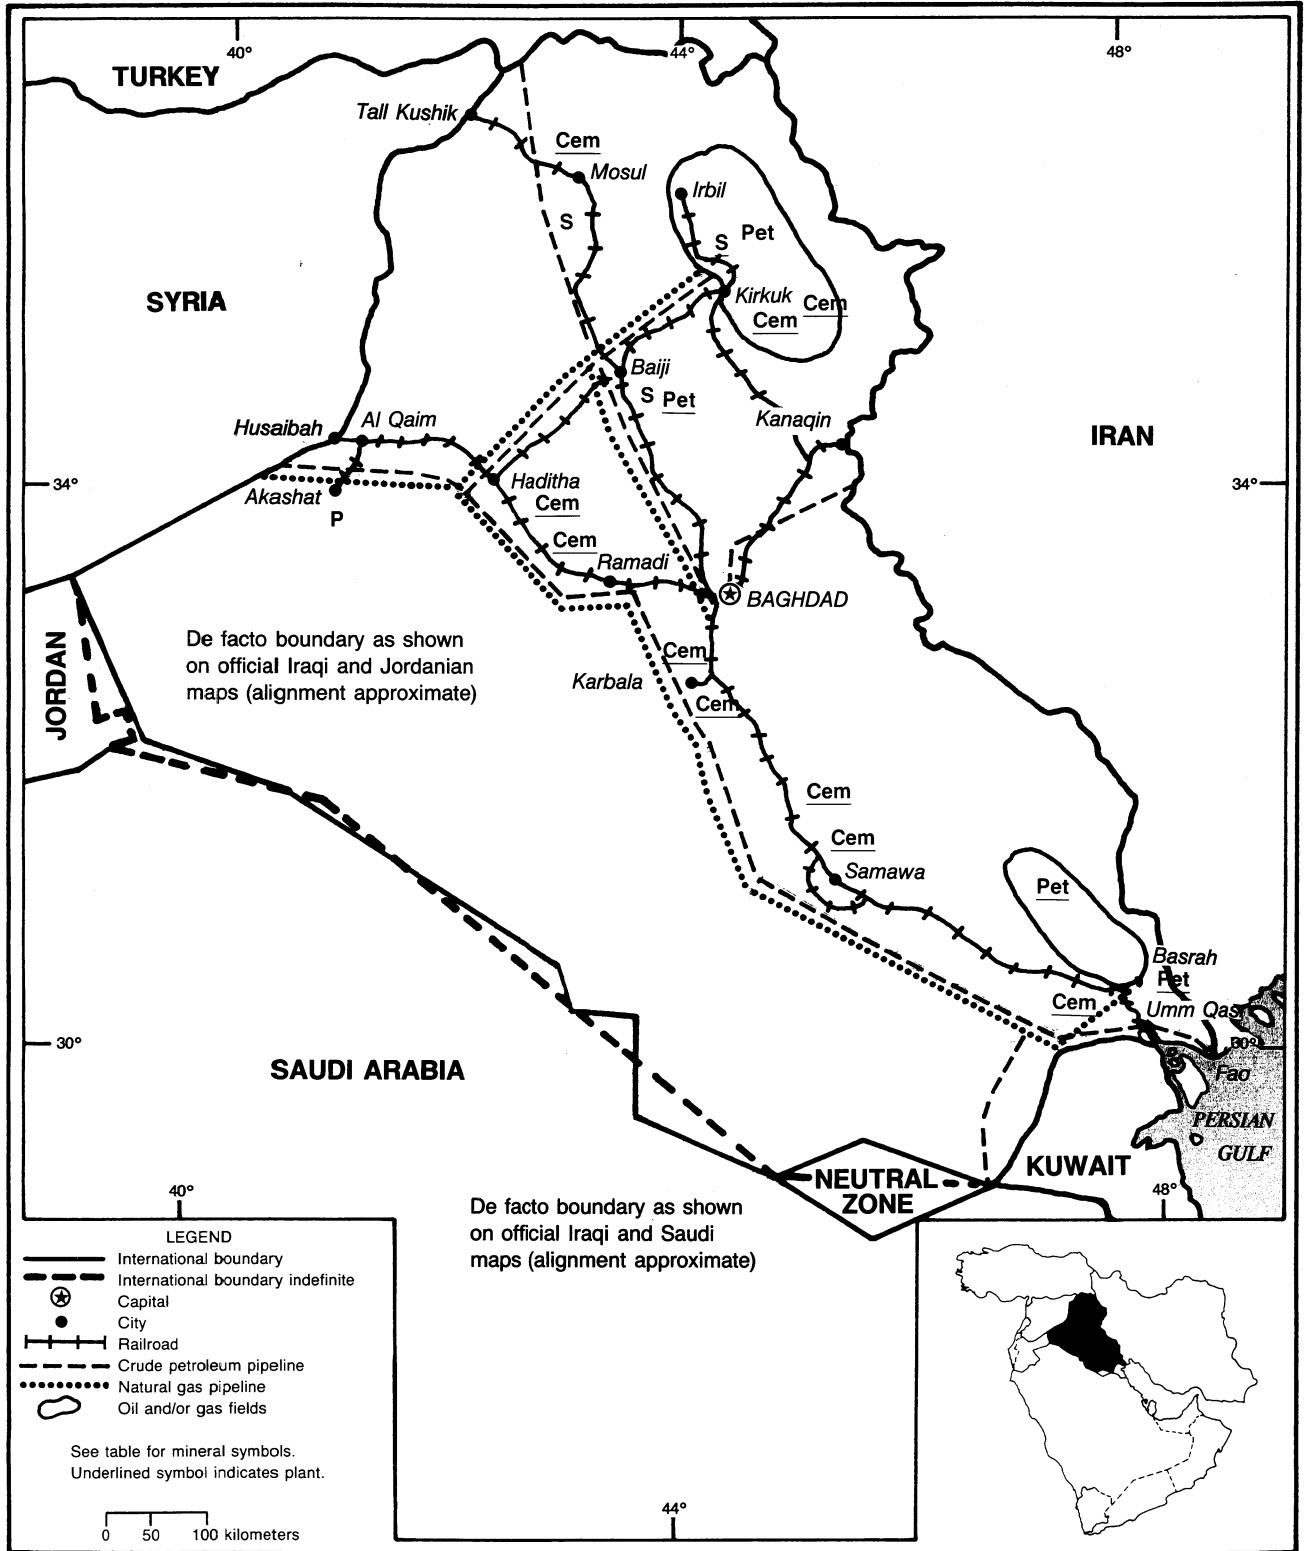 40°
44°
48°
TURKEY
Tall Kushik
Cem
Mosul
Irbil
S
S
Pet
SYRIA
Kirkuk
Cem
Cem
Baiji
S
Pet
Husaibah
Al Qaim
Kanaqin
IRAN
34°
Akashat
Haditha
34°
P
Cem
Cem
Ramadi
BAGHDAD
JORDAN
De facto boundary as shown
on official Iraqi and Jordanian
maps (alignment approximate)
Cem
Karbala
Cem
Cem
Cem
Samawa
Pet
Basrah
Pet
Cem
Umm Qasr
30°
30°
SAUDI ARABIA
Fao
PERSIAN
GULF
KUWAIT
NEUTRAL
ZONE
40°
48°
De facto boundary as shown
on official Iraqi and Saudi
maps (alignment approximate)
LEGEND
International boundary
International boundary indefinite
Capital
City
Railroad
Crude petroleum pipeline
Natural gas pipeline
Oil and/or gas fields
See table for mineral symbols.
Underlined symbol indicates plant.
0 50 100 kilometers
44°